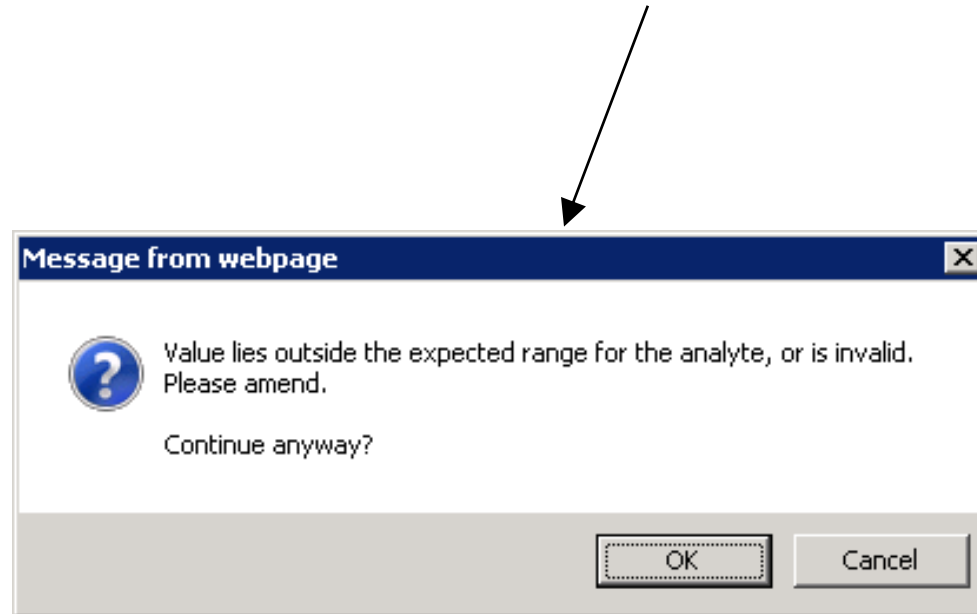 Message from webpage
Value lies outside the expected range for the analyte, or is invalid.
Please amend.
Continue anyway?
OK
Cancel